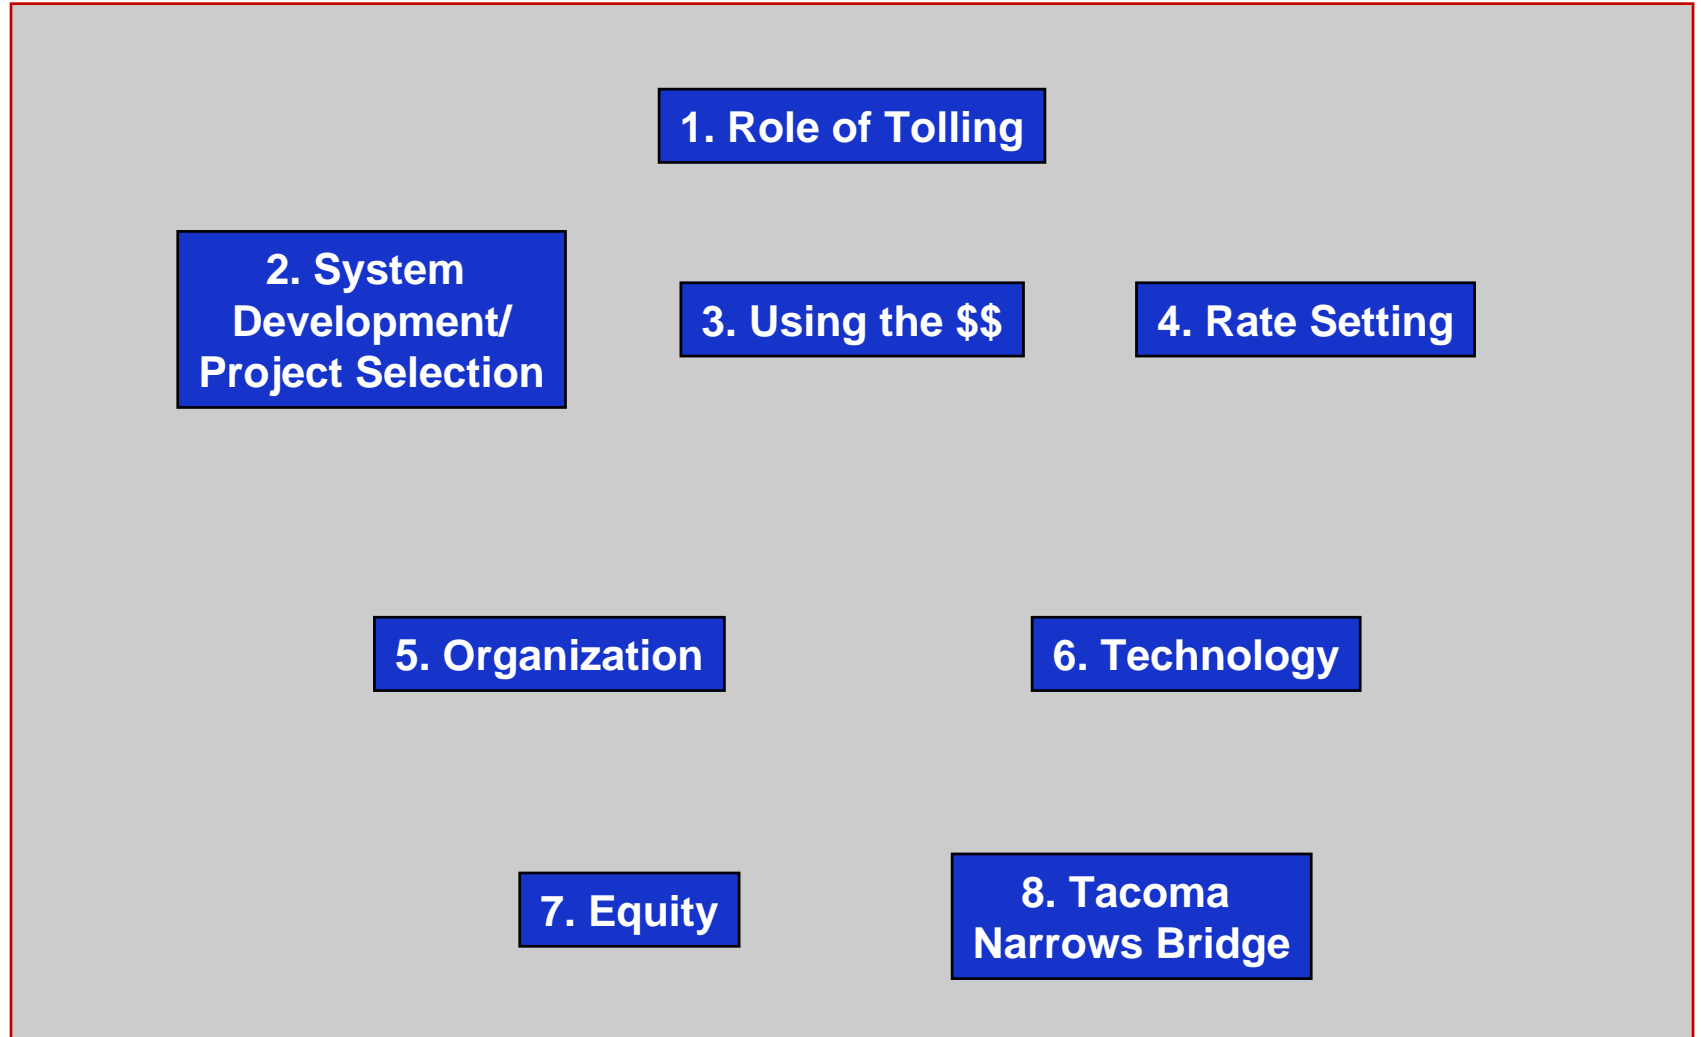 1. Role of Tolling
2. System
Development/
Project Selection
3. Using the $$
4. Rate Setting
5. Organization
6. Technology
7. Equity
8. Tacoma
Narrows Bridge